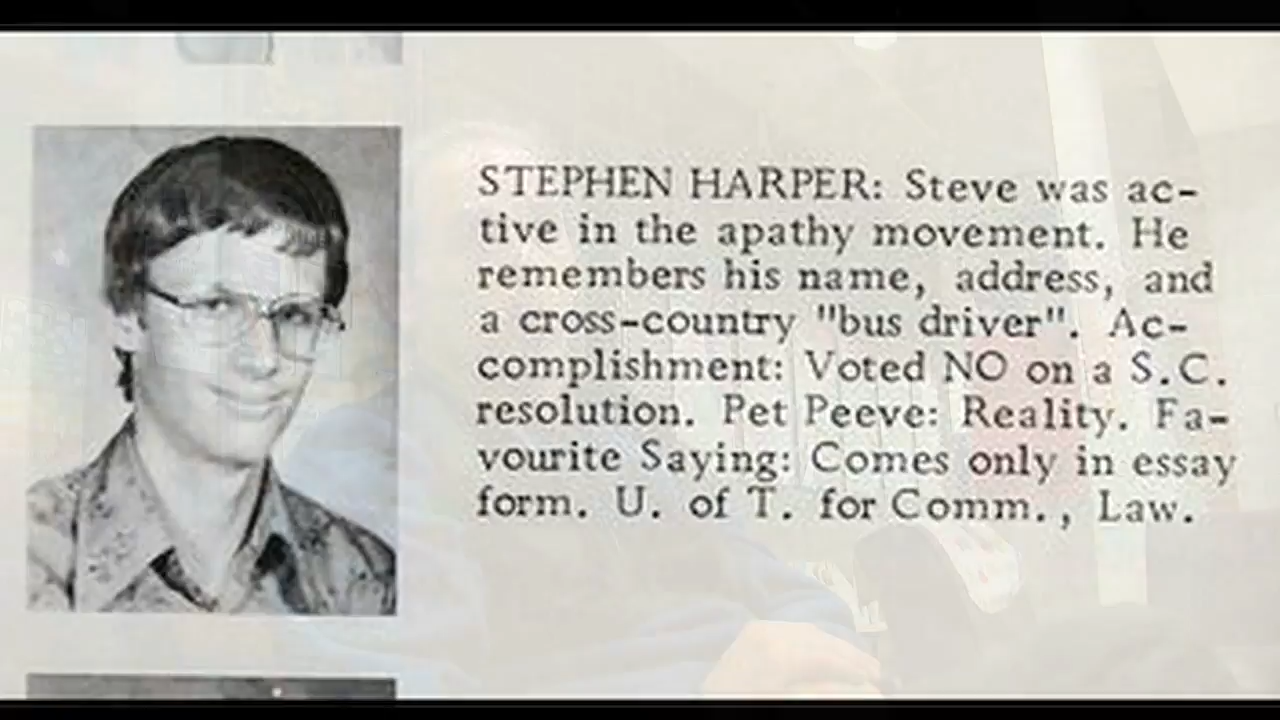 STEPHEN HARPER: Steve was ac-
tive in the apathy movement. He
remembers his name, address, and
a cross-country "bus driver". Ac-
complishment: Voted NO on a S.C.
resolution. Pet Peeve: Reality. Fa-
vourite Saying: Comes only in essay
form. U. of T. for Comm., Law.